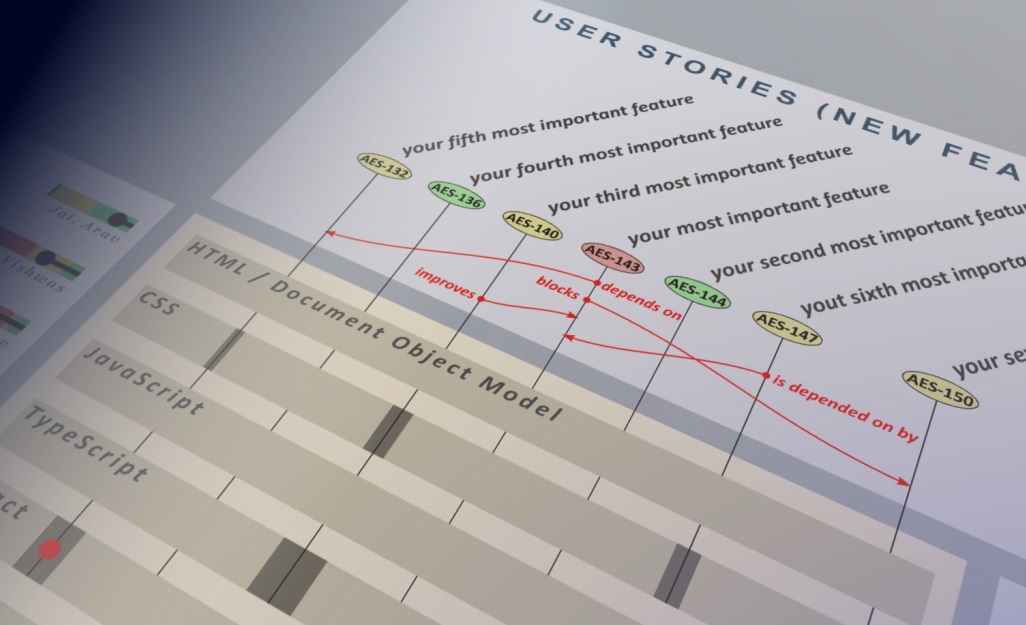 USER STORIES (NEW FEA
your fifth most important feature
AES-132
your fourth most important feature
AES-136
your third most important feature
AES-140
your most important feature
AES-143
your second most important featur
AES-144
yout sixth most importa
AES-147
your se
AES-150
improves
blocks
depends on
is depended on by
Jai, Arav
Vishwas
HTML / Document Object Model
CSS
JavaScript
TypeScript
act